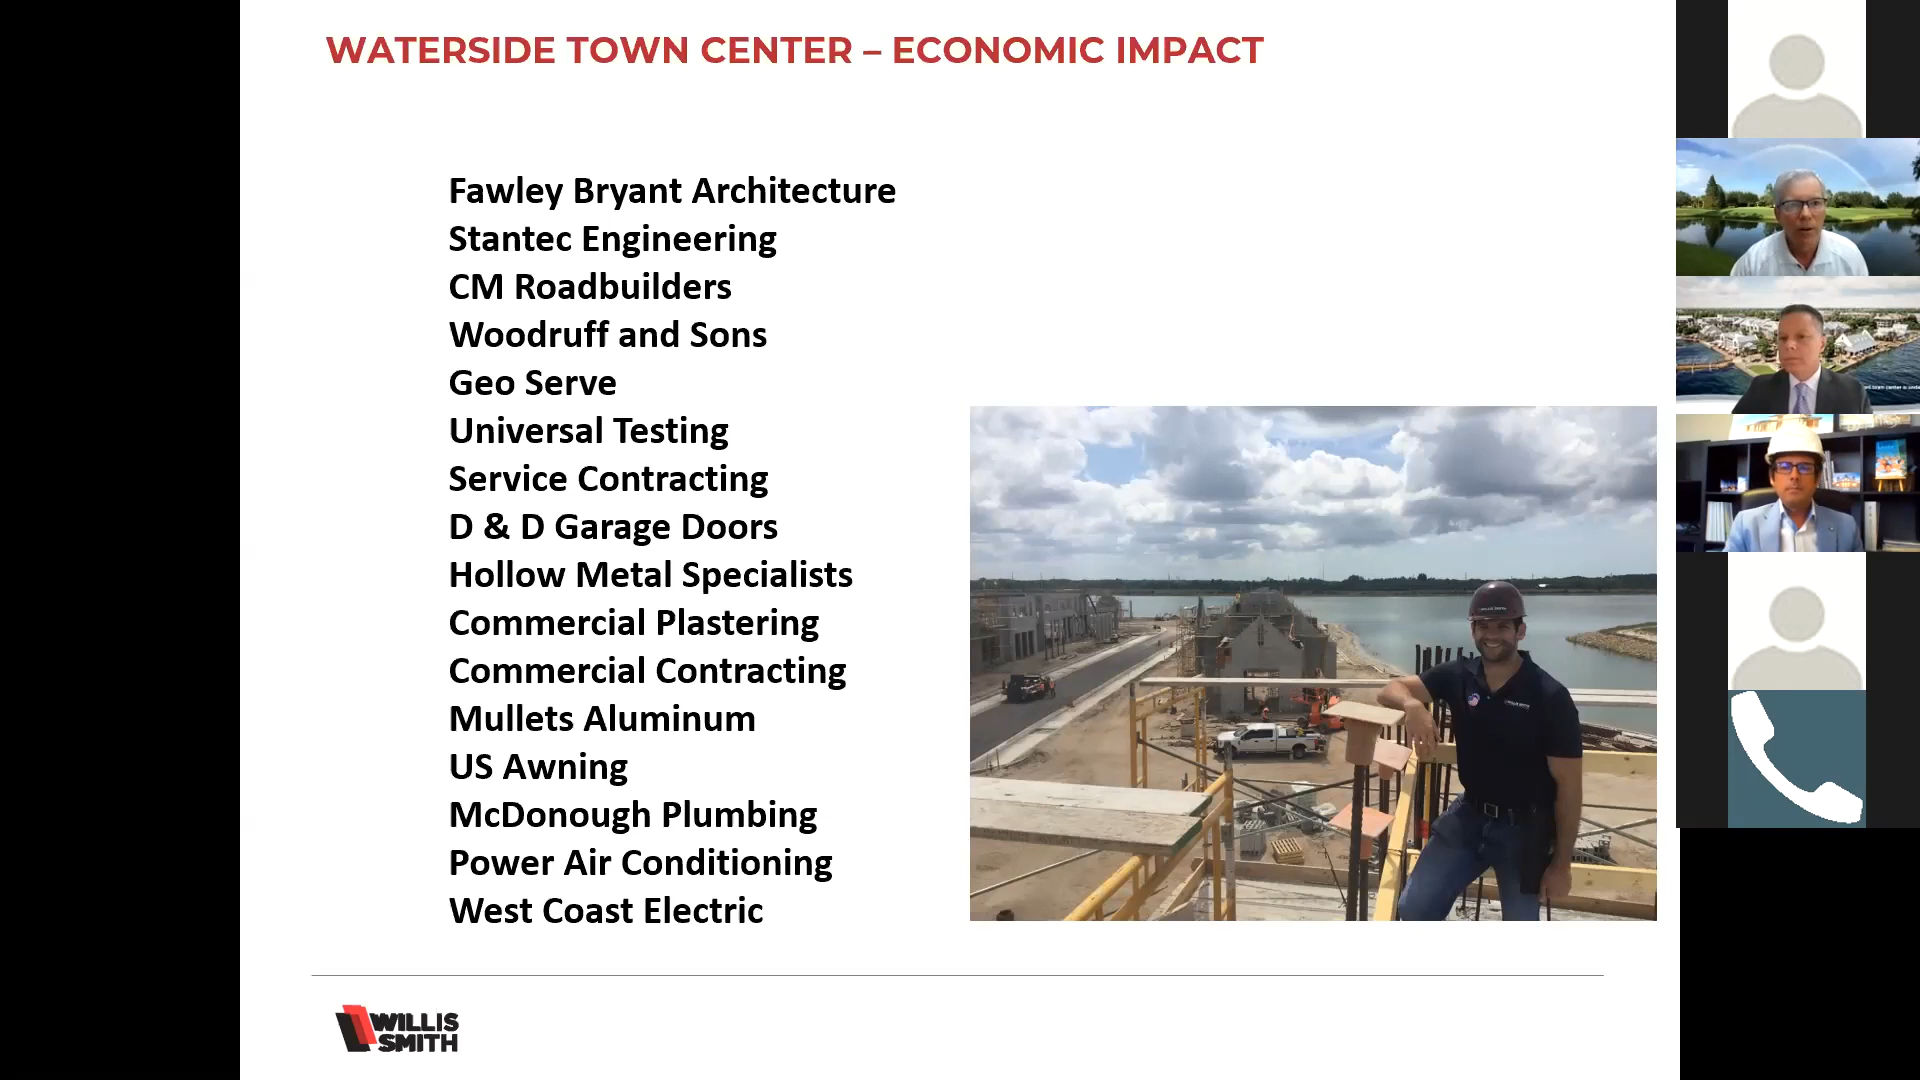 WATERSIDE TOWN CENTER – ECONOMIC IMPACT
Fawley Bryant Architecture
Stantec Engineering
CM Roadbuilders
Woodruff and Sons
Geo Serve
Universal Testing
Service Contracting
D & D Garage Doors
Hollow Metal Specialists
Commercial Plastering
Commercial Contracting
Mullets Aluminum
US Awning
McDonough Plumbing
Power Air Conditioning
West Coast Electric
WILLIS
SMITH